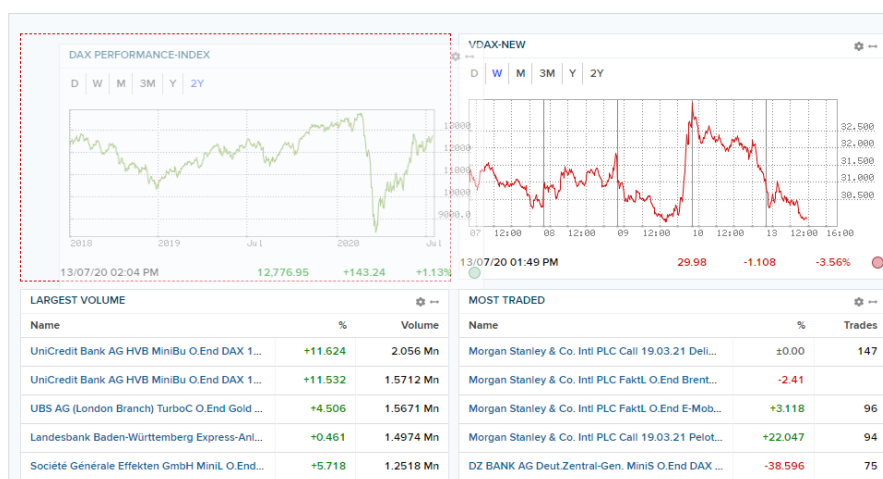 DAX PERFORMANCE-INDEX
D W M 3M Y 2Y
13000
12000
11000
10000
9000.0
2018 2019 Jul 2020 Jul
13/07/20 02:04 PM 12,776.95 +143.24 +1.13%
VDAX-NEW
D W M 3M Y 2Y
32.500
32.000
31.500
31.000
30.500
07 12:00 08 12:00 09 12:00 10 12:00 13 12:00 16:00
13/07/20 01:49 PM 29.98 -1.108 -3.56%
LARGEST VOLUME
Name % Volume
UniCredit Bank AG HVB MiniBu O.End DAX 1... +11.624 2.056 Mn
UniCredit Bank AG HVB MiniBu O.End DAX 1... +11.532 1.5712 Mn
UBS AG (London Branch) TurboC O.End Gold ... +4.506 1.5671 Mn
Landesbank Baden-Württemberg Express-Anl... +0.461 1.4974 Mn
Société Générale Effekten GmbH MiniL O.End... +5.718 1.2518 Mn
MOST TRADED
Name % Trades
Morgan Stanley & Co. Intl PLC Call 19.03.21 Deli... ±0.00 147
Morgan Stanley & Co. Intl PLC FaktL O.End Brent... -2.41
Morgan Stanley & Co. Intl PLC FaktL O.End E-Mob... +3.118 96
Morgan Stanley & Co. Intl PLC Call 19.03.21 Pelot... +22.047 94
DZ BANK AG Deut.Zentral-Gen. MiniS O.End DAX ... -38.596 75